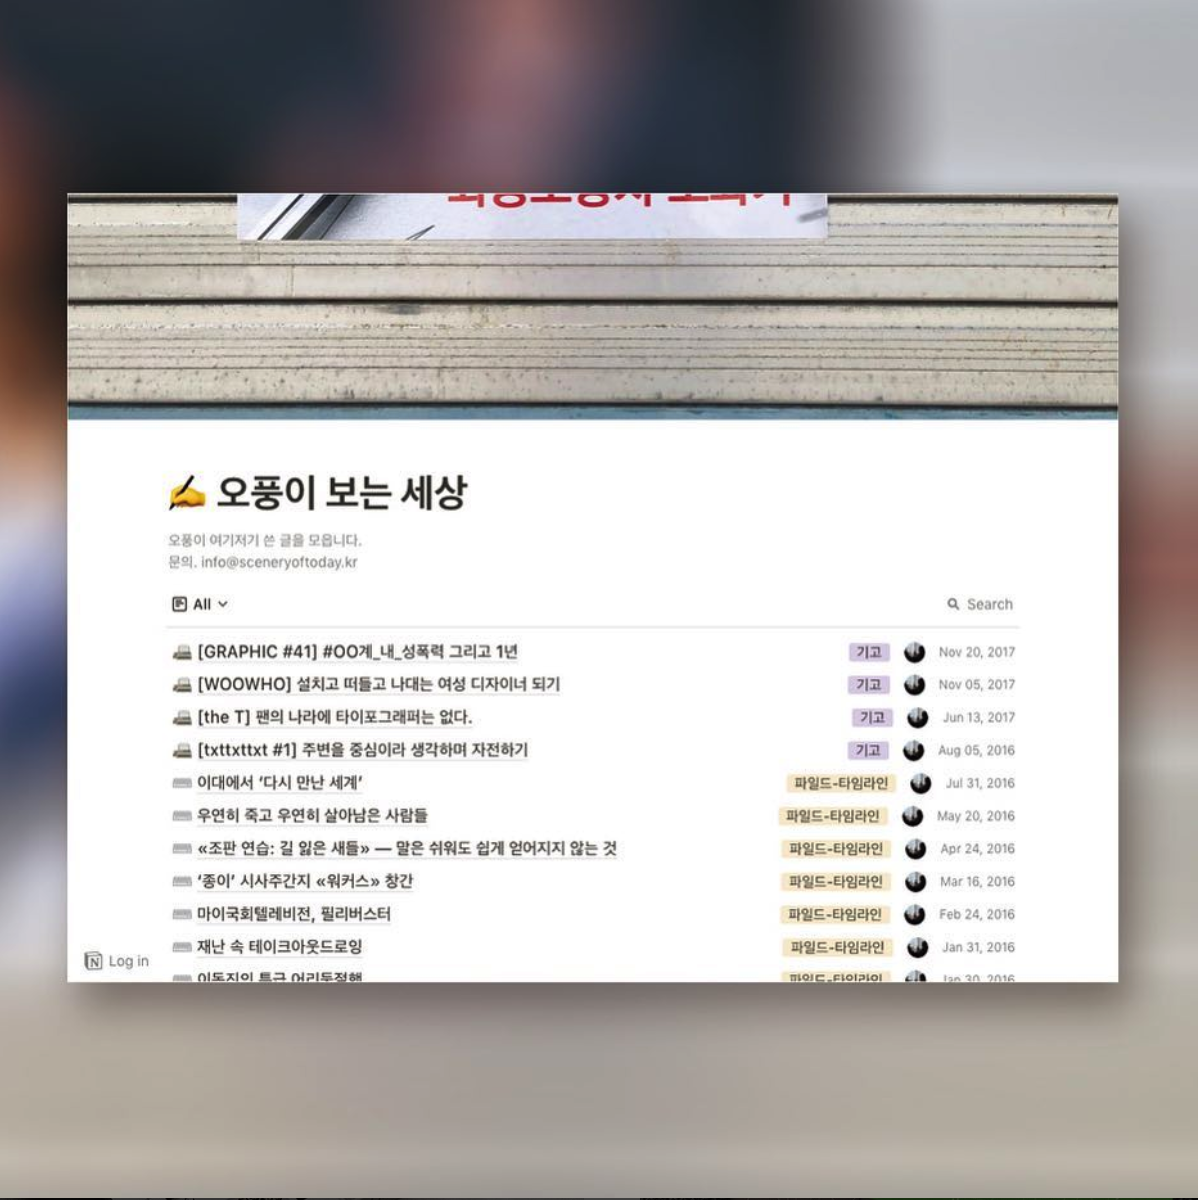 ✍️ 오풍이 보는 세상
오풍이 여기저기 쓴 글을 모읍니다.
문의. info@sceneryoftoday.kr
All
Search
[GRAPHIC #41] #OO계_내_성폭력 그리고 1년 기고 Nov 20, 2017
[WOOWHO] 설치고 떠들고 나대는 여성 디자이너 되기 기고 Nov 05, 2017
[the T] 팬의 나라에 타이포그래퍼는 없다. 기고 Jun 13, 2017
[txttxttxt #1] 주변을 중심이라 생각하며 자전하기 기고 Aug 05, 2016
이대에서 ‘다시 만난 세계’ 파일드-타임라인 Jul 31, 2016
우연히 죽고 우연히 살아남은 사람들 파일드-타임라인 May 20, 2016
«조판 연습: 길 잃은 새들» — 말은 쉬워도 쉽게 얻어지지 않는 것 파일드-타임라인 Apr 24, 2016
‘종이’ 시사주간지 «워커스» 창간 파일드-타임라인 Mar 16, 2016
마이국회텔레비전, 필리버스터 파일드-타임라인 Feb 24, 2016
재난 속 테이크아웃드로잉 파일드-타임라인 Jan 31, 2016
파일드-타임라인 Jan 30, 2016
Log in